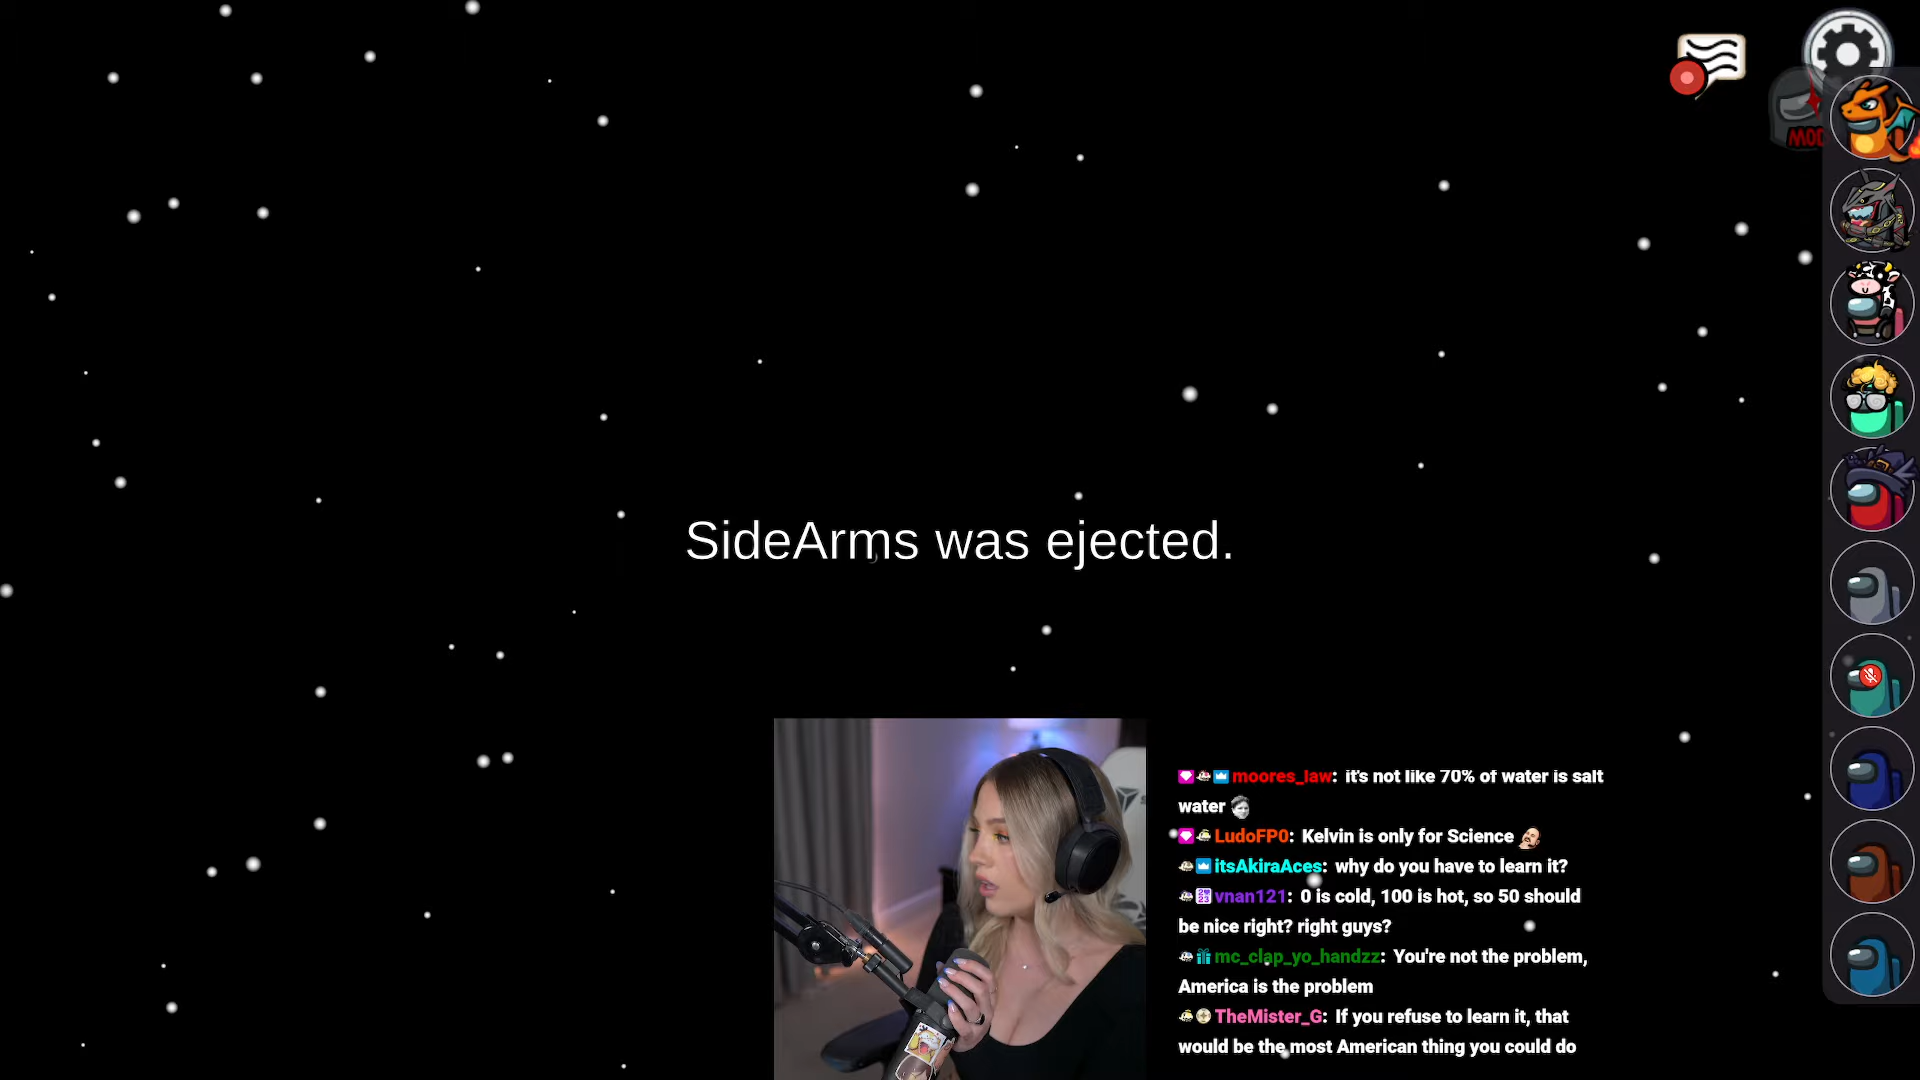 MOD
SideArms was ejected.
moores_law: it's not like 70% of water is salt
water
LudoFP0: Kelvin is only for Science
itsAkiraAces: why do you have to learn it?
vnan121: 0 is cold, 100 is hot, so 50 should
be nice right? right guys?
mc_clap_yo_handzz: You're not the problem,
America is the problem
TheMister_G: If you refuse to learn it, that
would be the most American thing you could do